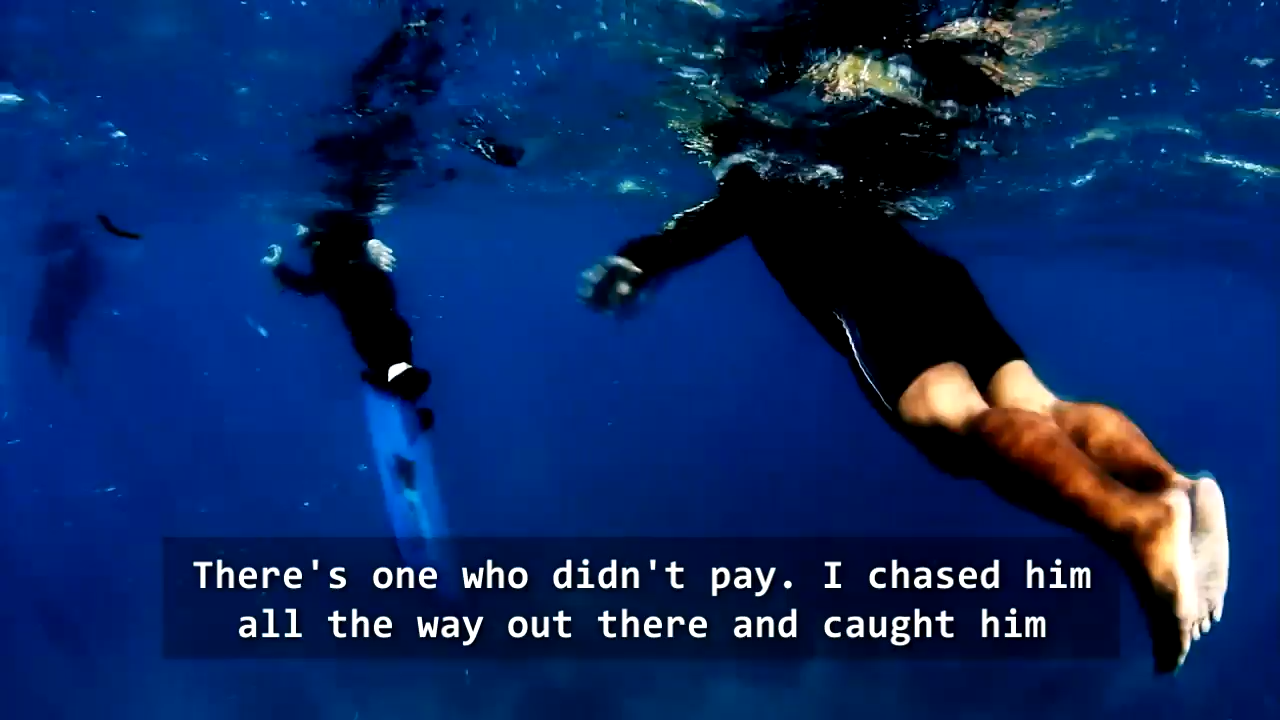 There's one who didn't pay. I chased him
all the way out there and caught him